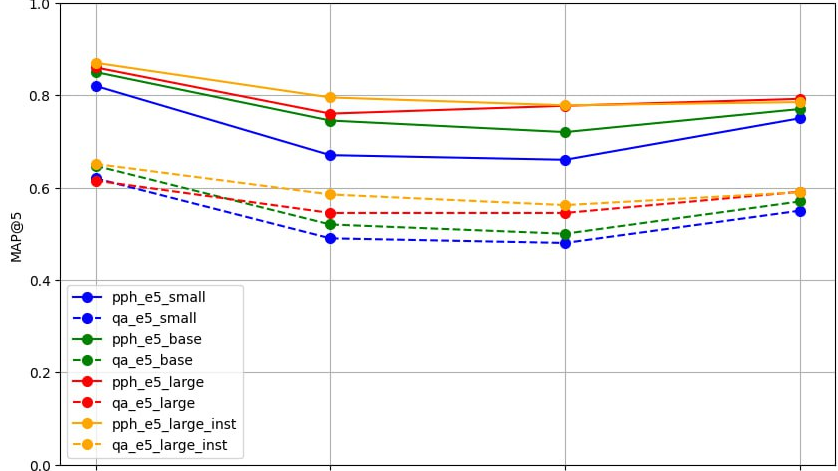 1.0
0.8
0.6
0.4
0.2
0.0
MAP@5
pph_e5_small
qa_e5_small
pph_e5_base
qa_e5_base
pph_e5_large
qa_e5_large
pph_e5_large_inst
qa_e5_large_inst